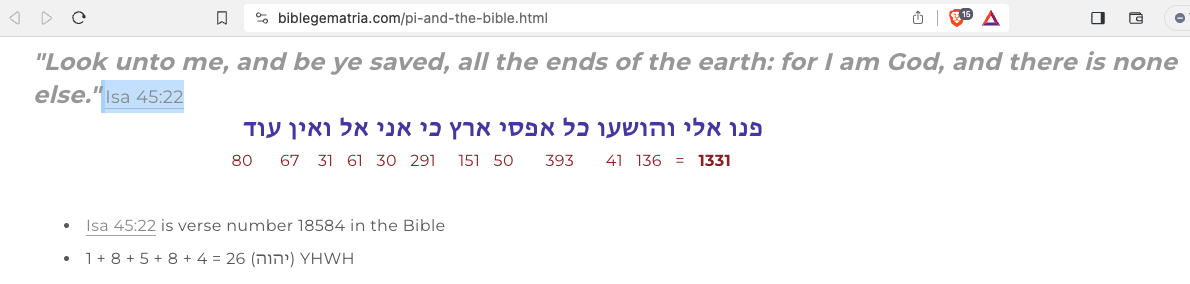 biblegematria.com/pi-and-the-bible.html
15
"Look unto me, and be ye saved, all the ends of the earth: for I am God, and there is none
else." Isa 45:22
פנו אלי והושעו כל אפסי ארץ כי אני אל ואין עוד
80 67 31 61 30 291 151 50 393 41 136 = 1331
• Isa 45:22 is verse number 18584 in the Bible
• 1 + 8 + 5 + 8 + 4 = 26 (יהוה) YHWH